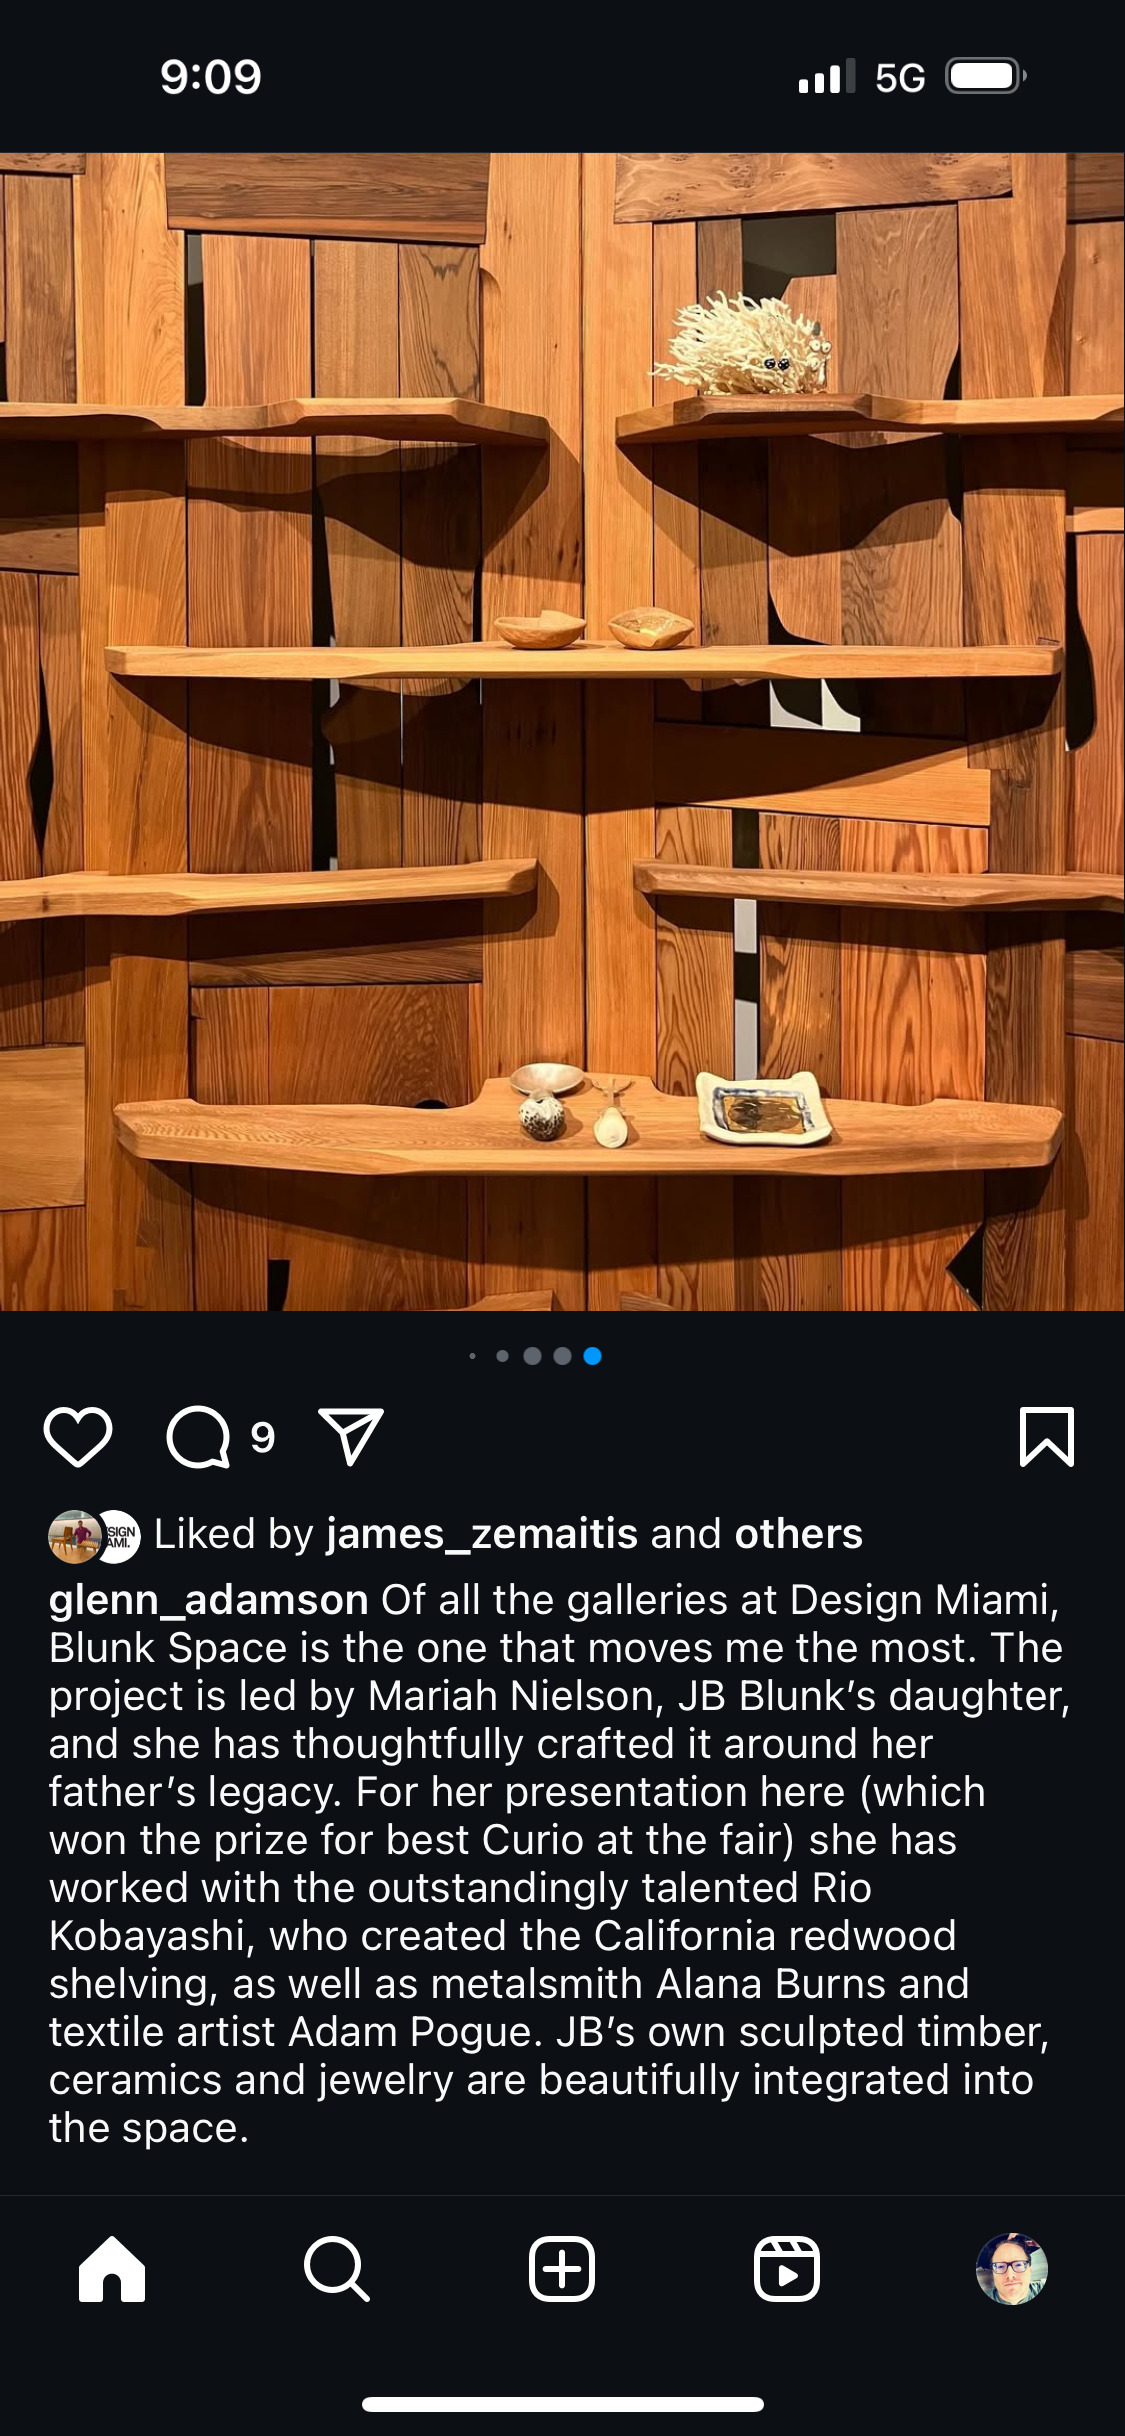 9:09
5G
9
SIGN
AMI.
Liked by james_zemaitis and others
glenn_adamson Of all the galleries at Design Miami,
Blunk Space is the one that moves me the most. The
project is led by Mariah Nielson, JB Blunk’s daughter,
and she has thoughtfully crafted it around her
father’s legacy. For her presentation here (which
won the prize for best Curio at the fair) she has
worked with the outstandingly talented Rio
Kobayashi, who created the California redwood
shelving, as well as metalsmith Alana Burns and
textile artist Adam Pogue. JB’s own sculpted timber,
ceramics and jewelry are beautifully integrated into
the space.